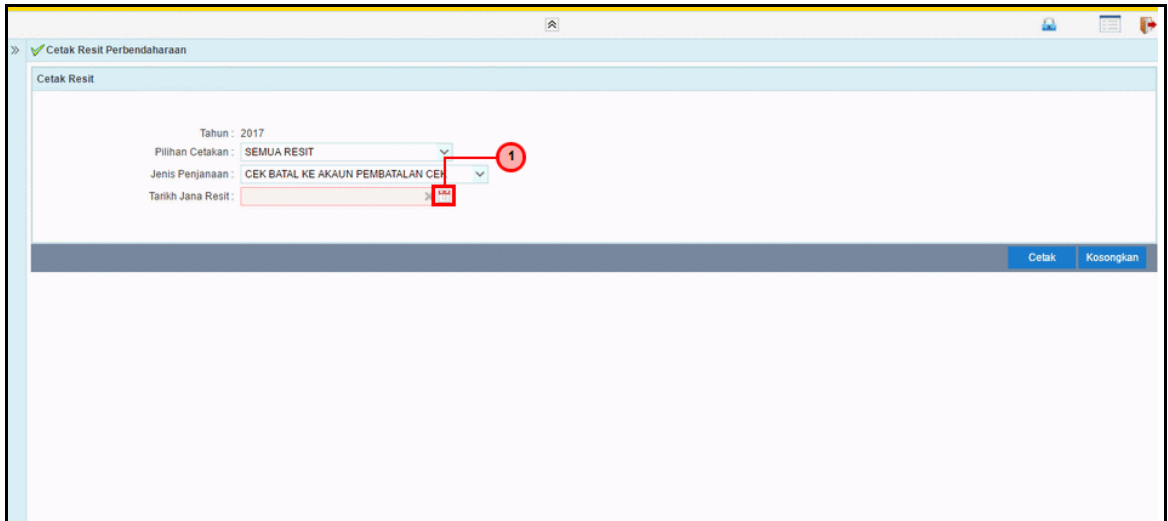 Cetak Resit Perbendaharaan
Cetak Resit
Tahun : 2017
Pilihan Cetakan : SEMUA RESIT
1
Jenis Penjanaan : CEK BATAL KE AKAUN PEMBATALAN CEK
Tarikh Jana Resit :
Cetak Kosongkan